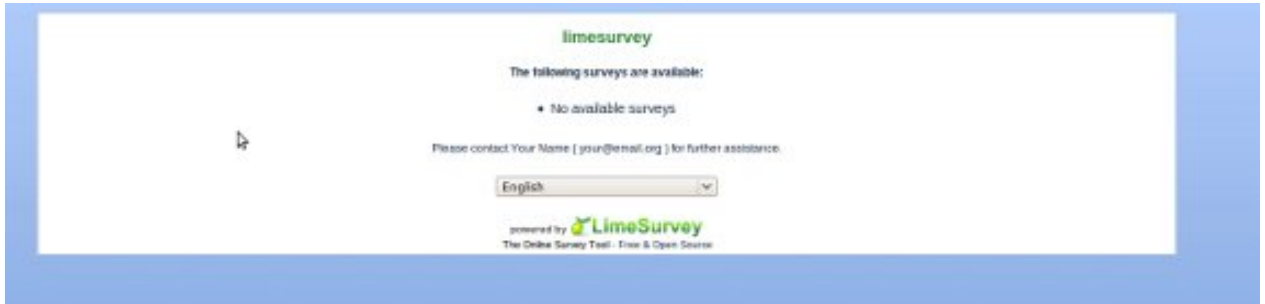 limesurvey
The following surveys are available:
• No available surveys
Please contact Your Name ( your@email.org ) for further assistance.
English
powered by LimeSurvey
The Online Survey Tool - Free & Open Source